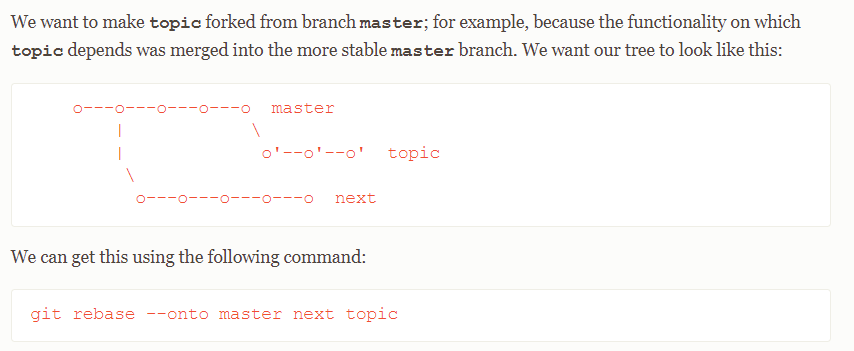 We want to make topic forked from branch master; for example, because the functionality on which
topic depends was merged into the more stable master branch. We want our tree to look like this:
o---o---o---o---o  master
    |            \
    |             o'--o'--o'  topic
     \
      o---o---o---o---o  next
We can get this using the following command:
git rebase --onto master next topic